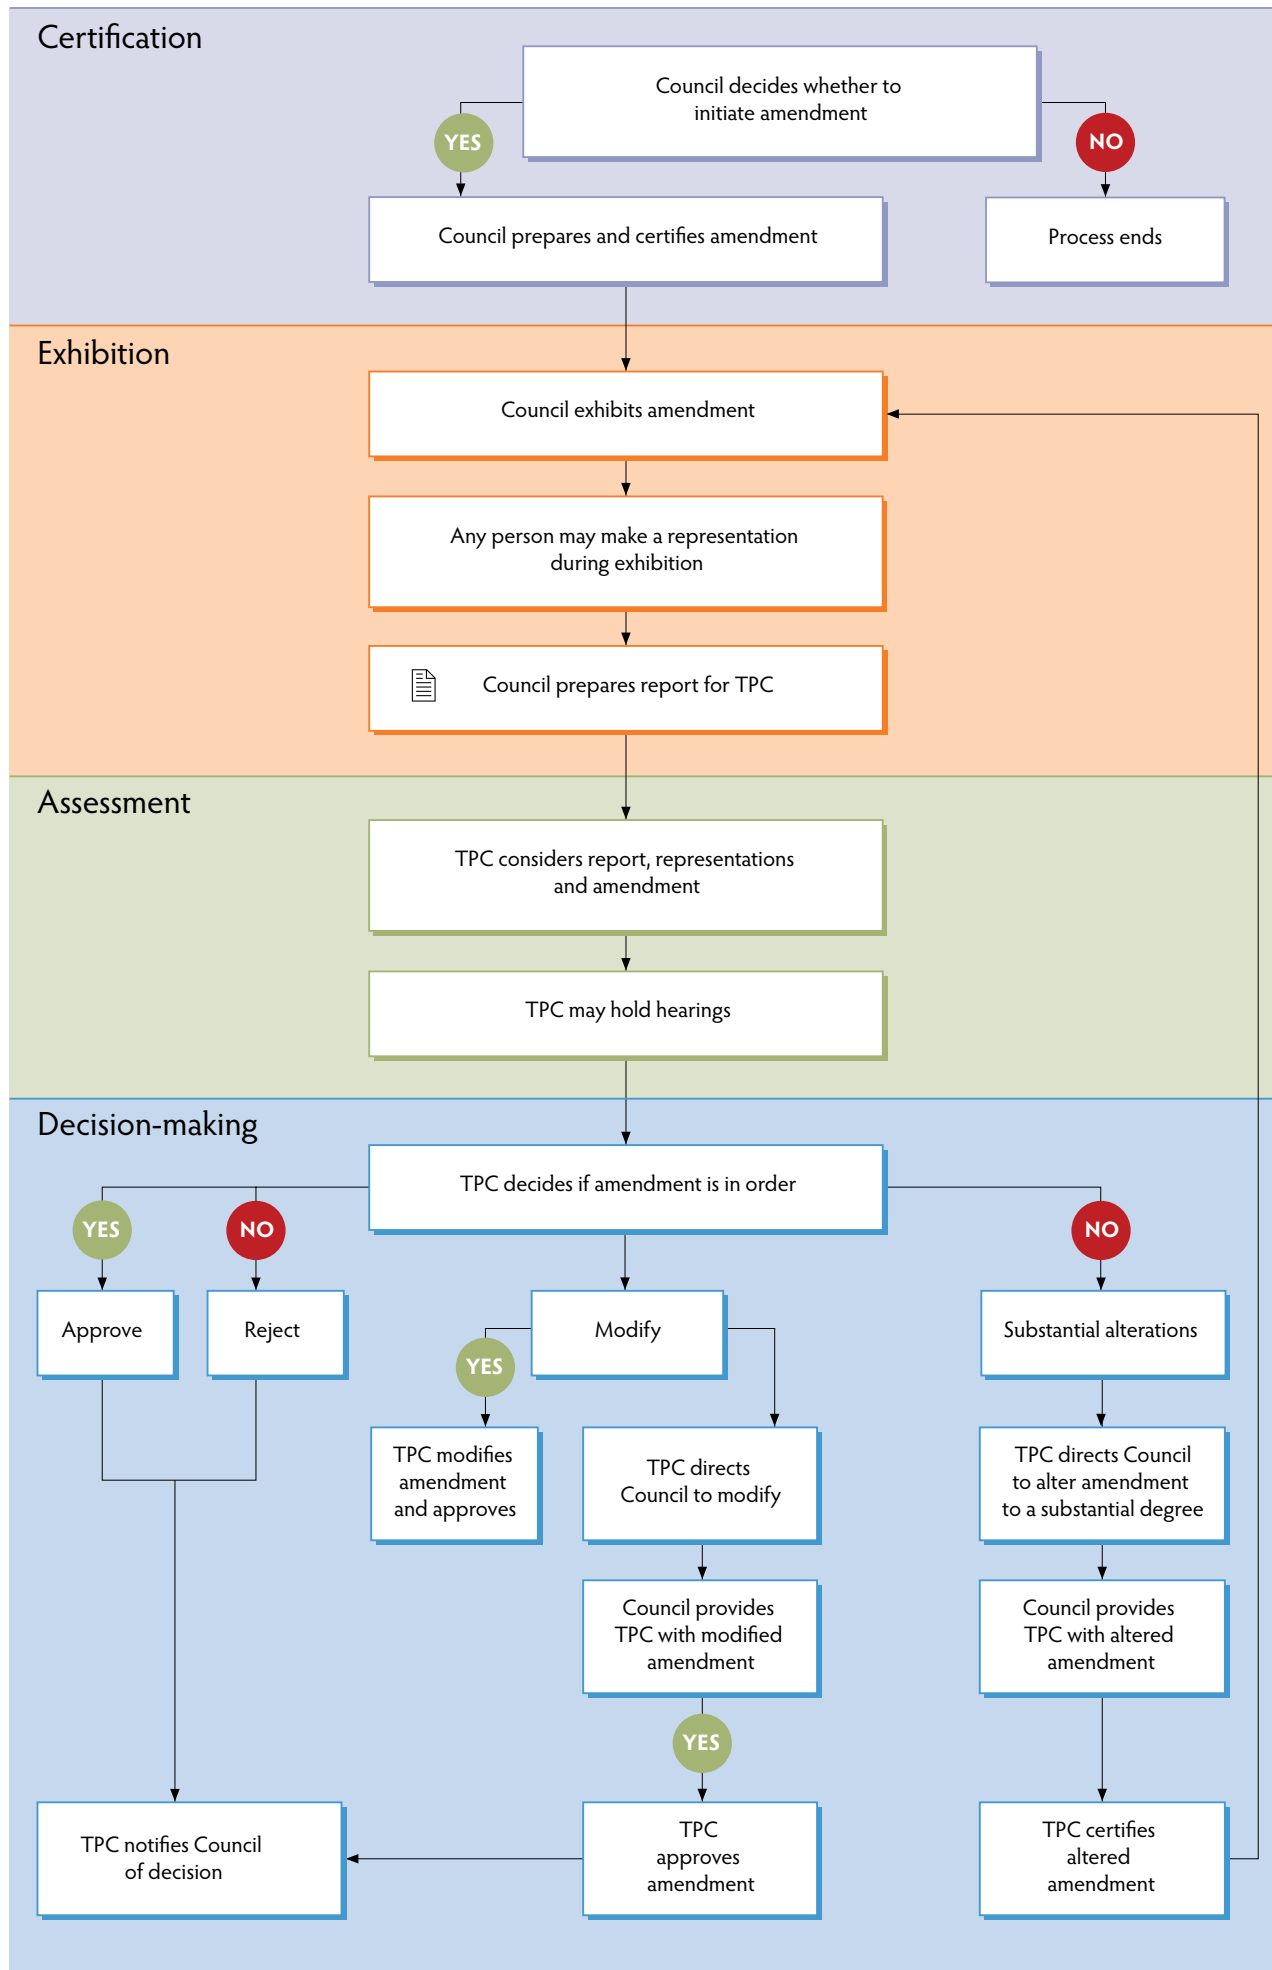 Certification
Council decides whether to
initiate amendment
YES
NO
Council prepares and certifies amendment
Process ends
Exhibition
Council exhibits amendment
Any person may make a representation
during exhibition
Council prepares report for TPC
Assessment
TPC considers report, representations
and amendment
TPC may hold hearings
Decision-making
TPC decides if amendment is in order
YES
NO
NO
Approve
Reject
Modify
Substantial alterations
YES
TPC modifies
amendment
and approves
TPC directs
Council to modify
TPC directs Council
to alter amendment
to a substantial degree
Council provides
TPC with modified
amendment
Council provides
TPC with altered
amendment
YES
TPC notifies Council
of decision
TPC
approves
amendment
TPC certifies
altered
amendment